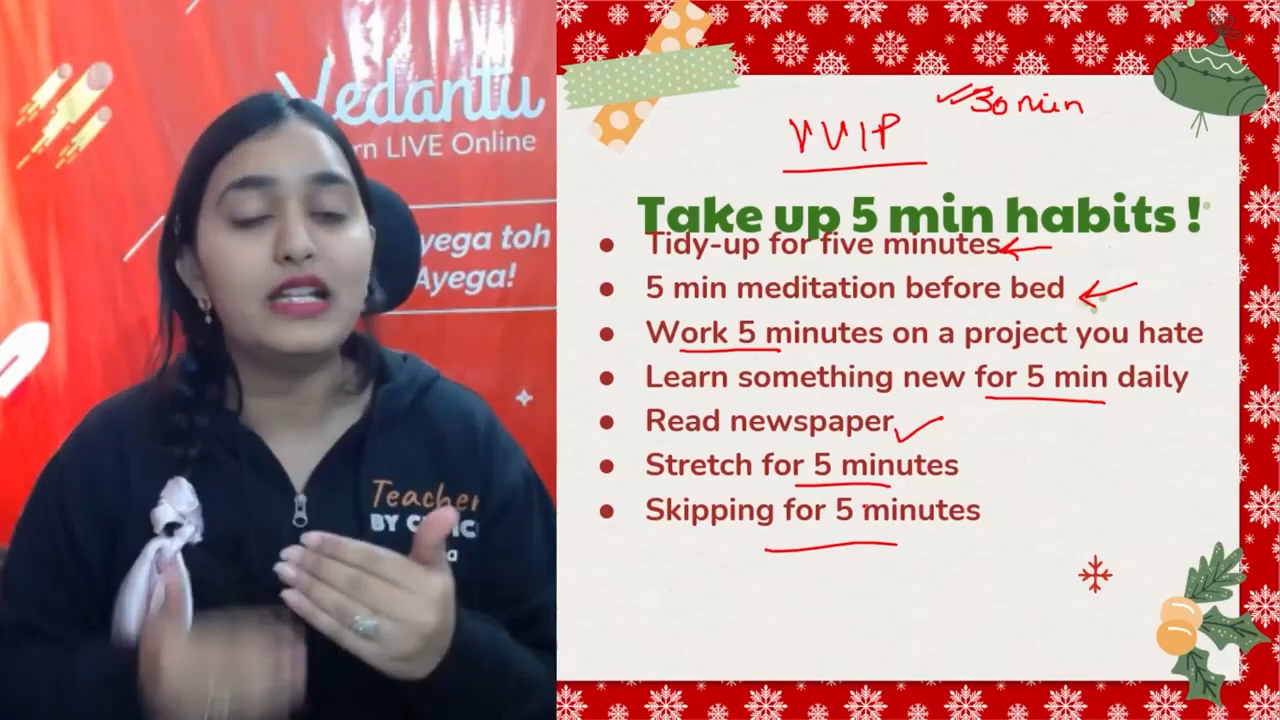 Vedantu
rn LIVE Online
yega toh
Ayega!
Teacher
BY C
a
30 min
VVIP
Take up 5 min habits !
● Tidy-up for five minutes
● 5 min meditation before bed
● Work 5 minutes on a project you hate
● Learn something new for 5 min daily
● Read newspaper
● Stretch for 5 minutes
● Skipping for 5 minutes